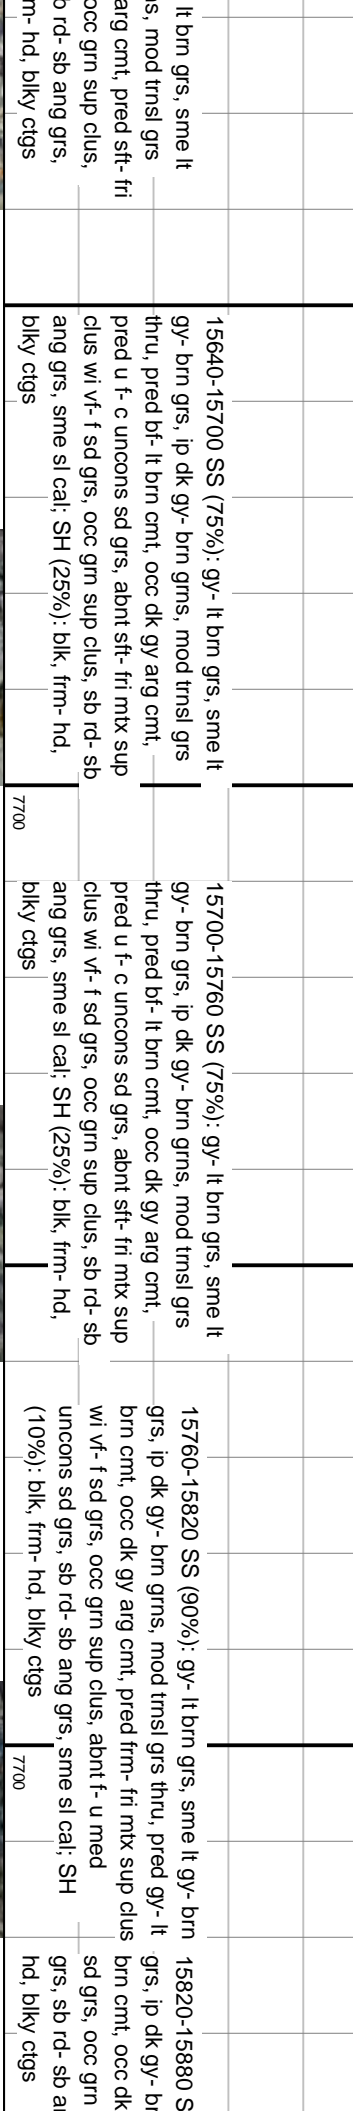 lt brn grs, sme lt
s, mod trnsl grs
arg cmt, pred sft- fri
occ grn sup clus,
rd- sb ang grs,
hd, blky ctgs
15640-15700 SS (75%): gy- lt brn grs, sme lt
gy- brn grs, ip dk gy- brn grns, mod trnsl grs
thru, pred bf- lt brn cmt, occ dk gy arg cmt,
pred u f- c uncons sd grs, abnt sft- fri mtx sup
clus wi vf- f sd grs, occ grn sup clus, sb rd- sb
ang grs, sme sl cal; SH (25%): blk, frm- hd,
blky ctgs
7700
15700-15760 SS (75%): gy- lt brn grs, sme lt
gy- brn grs, ip dk gy- brn grns, mod trnsl grs
thru, pred bf- lt brn cmt, occ dk gy arg cmt,
pred u f- c uncons sd grs, abnt sft- fri mtx sup
clus wi vf- f sd grs, occ grn sup clus, sb rd- sb
ang grs, sme sl cal; SH (25%): blk, frm- hd,
blky ctgs
15760-15820 SS (90%): gy- lt brn grs, sme lt gy- brn
grs, ip dk gy- brn grns, mod trnsl grs thru, pred gy- lt
brn cmt, occ dk gy arg cmt, pred frm- fri mtx sup clus
wi vf- f sd grs, occ grn sup clus, abnt f- u med
uncons sd grs, sb rd- sb ang grs, sme sl cal; SH
(10%): blk, frm- hd, blky ctgs
7700
15820-15880 S
grs, ip dk gy- br
brn cmt, occ dk
sd grs, occ grn
grs, sb rd- sb a
hd, blky ctgs